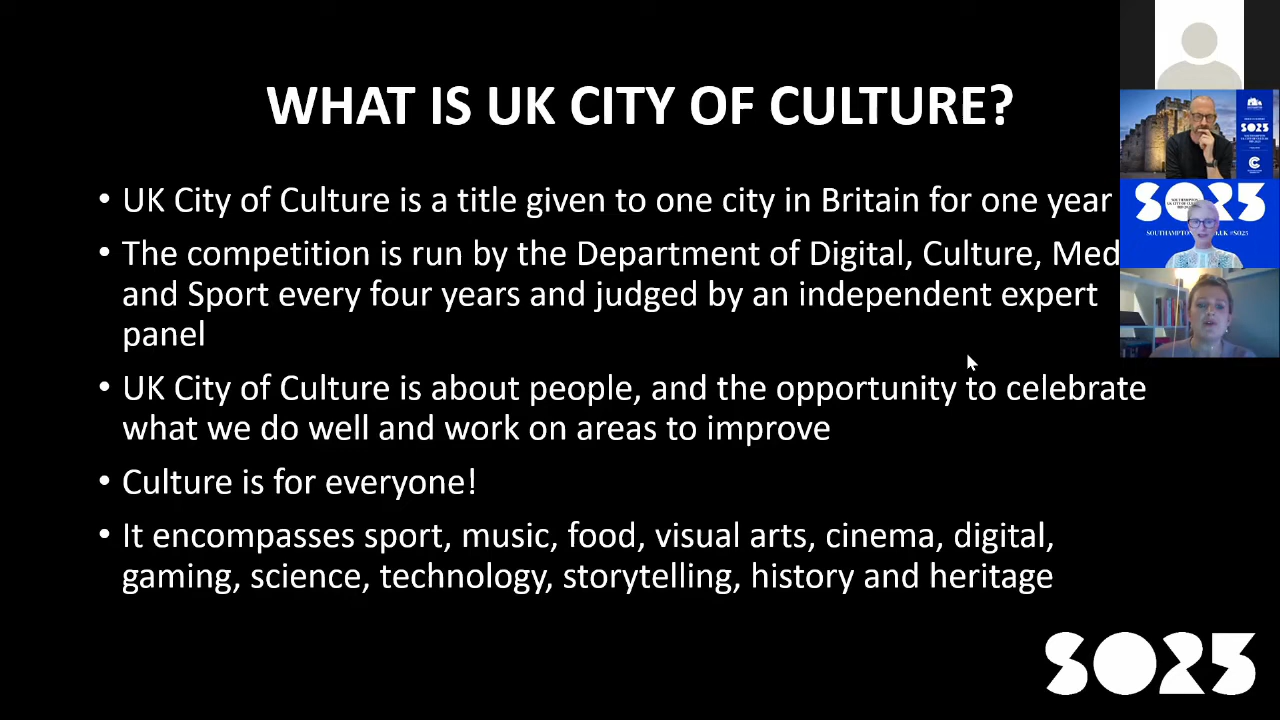 WHAT IS UK CITY OF CULTURE?
• UK City of Culture is a title given to one city in Britain for one year
• The competition is run by the Department of Digital, Culture, Med
and Sport every four years and judged by an independent expert
panel
• UK City of Culture is about people, and the opportunity to celebrate
what we do well and work on areas to improve
• Culture is for everyone!
• It encompasses sport, music, food, visual arts, cinema, digital,
gaming, science, technology, storytelling, history and heritage
SO25
SO25
SO25